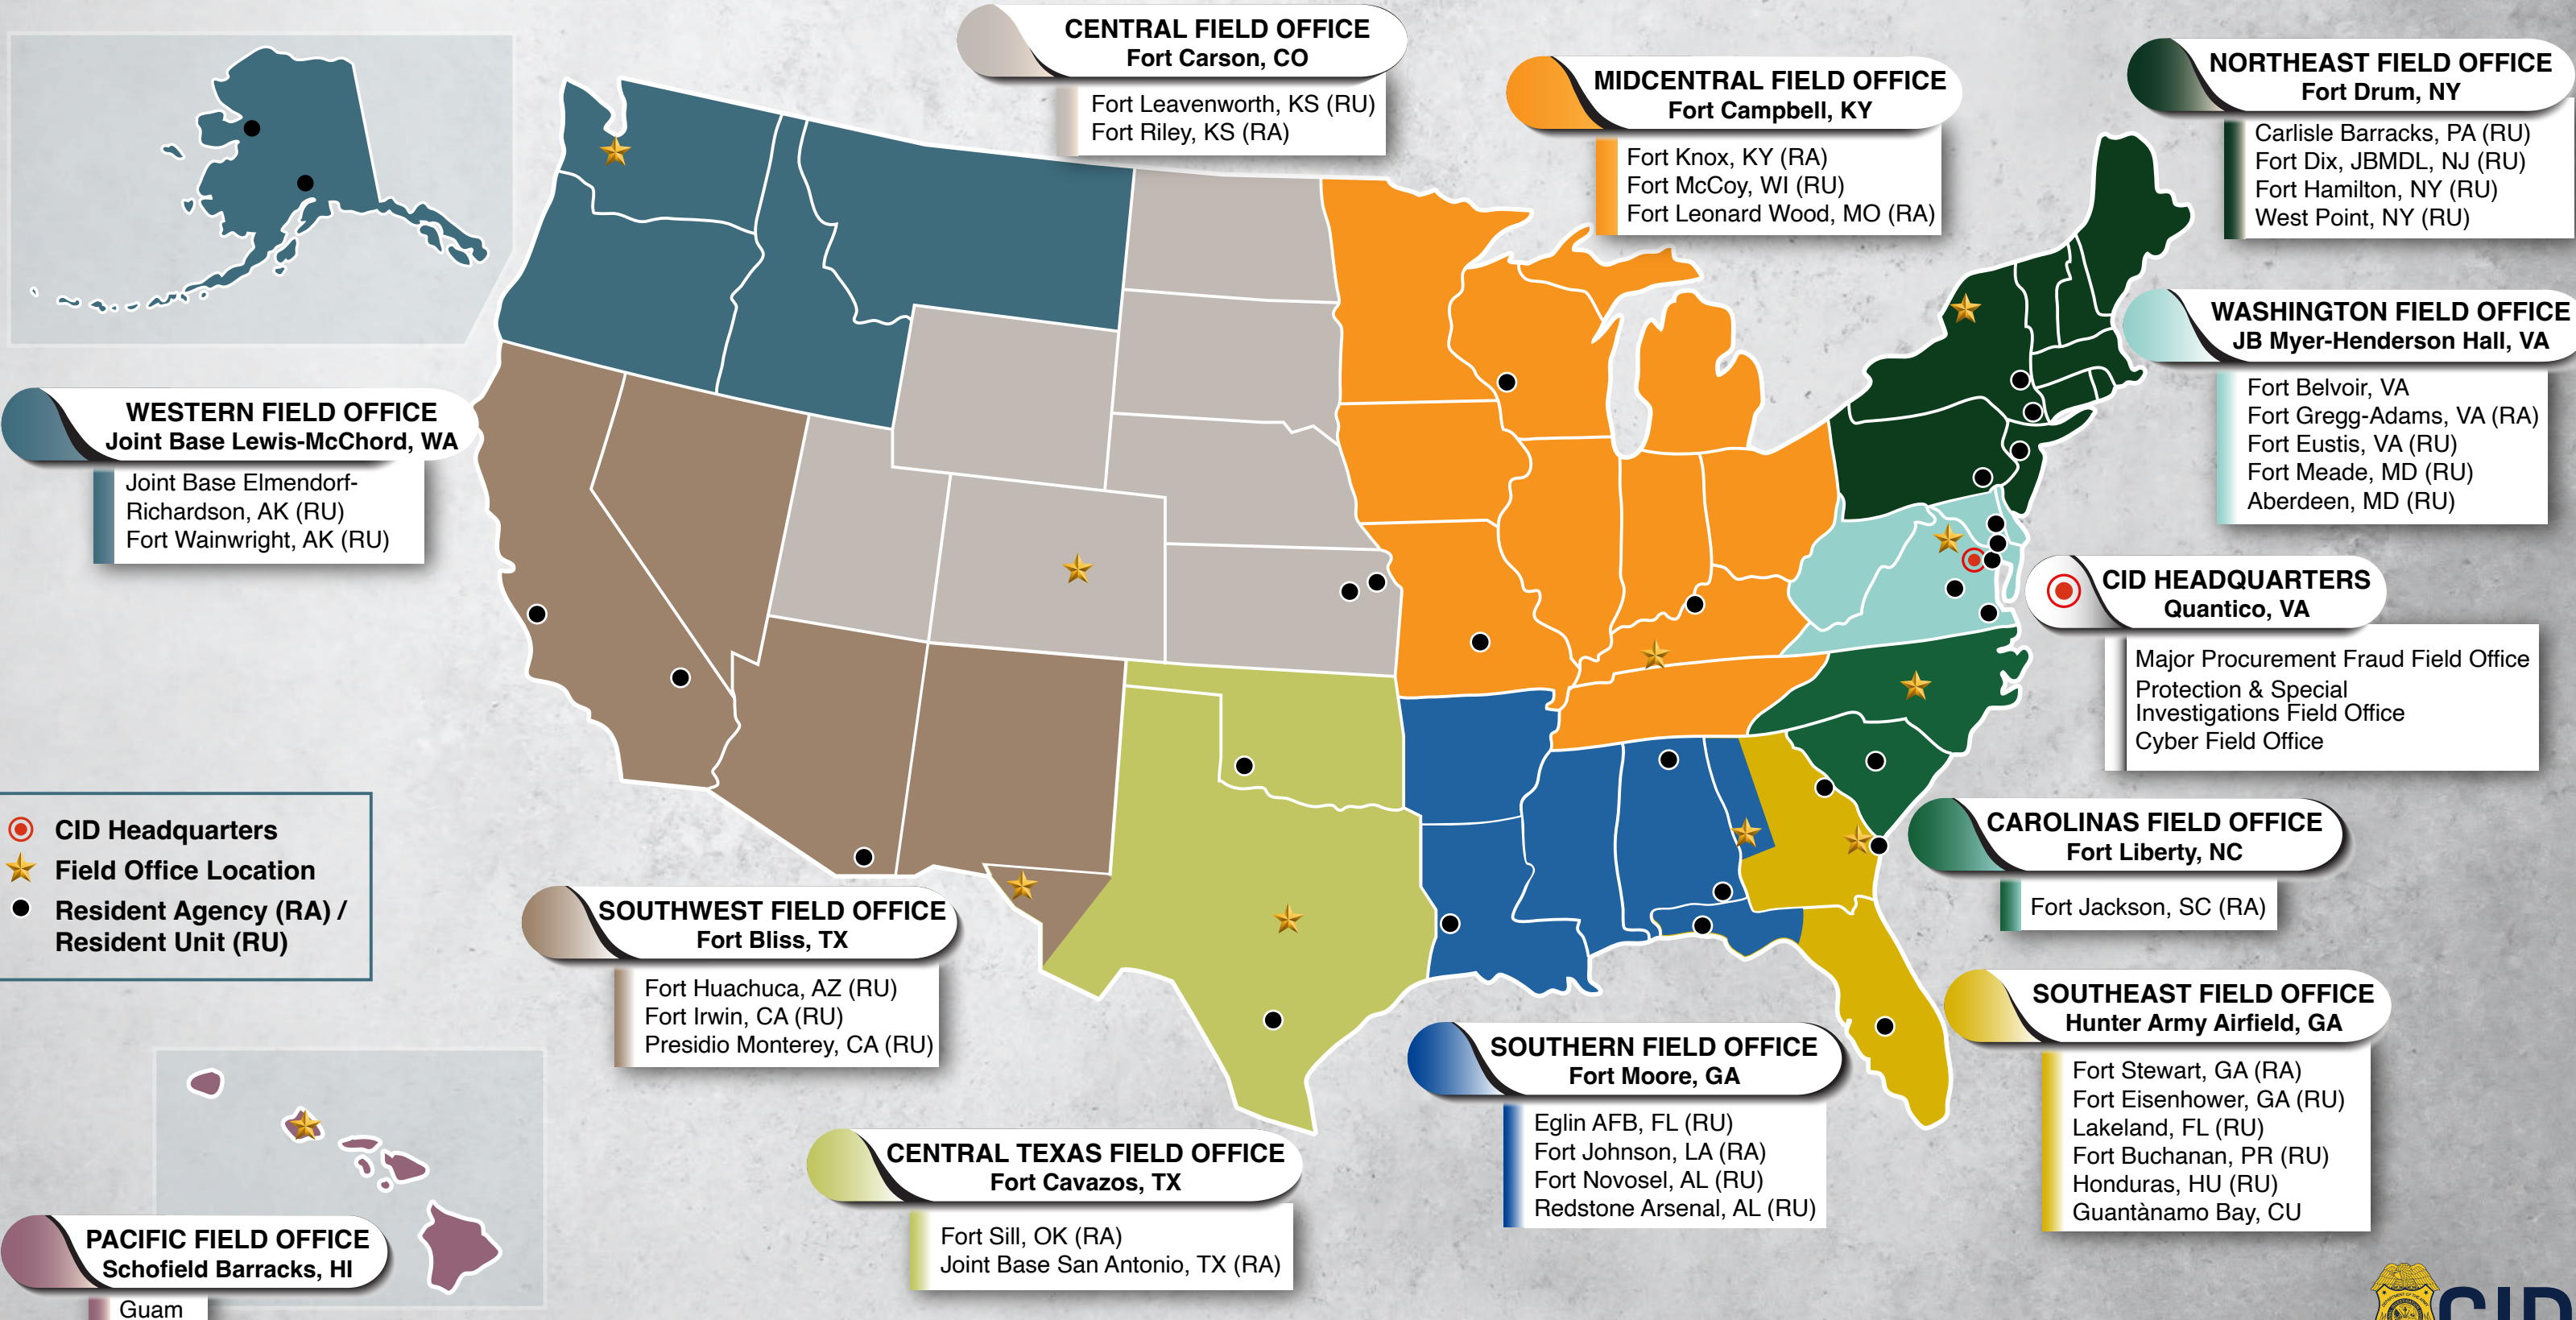 CENTRAL FIELD OFFICE
Fort Carson, CO
Fort Leavenworth, KS (RU)
Fort Riley, KS (RA)
MIDCENTRAL FIELD OFFICE
Fort Campbell, KY
Fort Knox, KY (RA)
Fort McCoy, WI (RU)
Fort Leonard Wood, MO (RA)
NORTHEAST FIELD OFFICE
Fort Drum, NY
Carlisle Barracks, PA (RU)
Fort Dix, JBMDL, NJ (RU)
Fort Hamilton, NY (RU)
West Point, NY (RU)
WASHINGTON FIELD OFFICE
JB Myer-Henderson Hall, VA
Fort Belvoir, VA
Fort Gregg-Adams, VA (RA)
Fort Eustis, VA (RU)
Fort Meade, MD (RU)
Aberdeen, MD (RU)
WESTERN FIELD OFFICE
Joint Base Lewis-McChord, WA
Joint Base Elmendorf-
Richardson, AK (RU)
Fort Wainwright, AK (RU)
CID HEADQUARTERS
Quantico, VA
Major Procurement Fraud Field Office
Protection & Special
Investigations Field Office
Cyber Field Office
CID Headquarters
Field Office Location
Resident Agency (RA) /
Resident Unit (RU)
CAROLINAS FIELD OFFICE
Fort Liberty, NC
Fort Jackson, SC (RA)
SOUTHWEST FIELD OFFICE
Fort Bliss, TX
Fort Huachuca, AZ (RU)
Fort Irwin, CA (RU)
Presidio Monterey, CA (RU)
SOUTHEAST FIELD OFFICE
Hunter Army Airfield, GA
Fort Stewart, GA (RA)
Fort Eisenhower, GA (RU)
Lakeland, FL (RU)
Fort Buchanan, PR (RU)
Honduras, HU (RU)
Guantànamo Bay, CU
SOUTHERN FIELD OFFICE
Fort Moore, GA
Eglin AFB, FL (RU)
Fort Johnson, LA (RA)
Fort Novosel, AL (RU)
Redstone Arsenal, AL (RU)
CENTRAL TEXAS FIELD OFFICE
Fort Cavazos, TX
Fort Sill, OK (RA)
Joint Base San Antonio, TX (RA)
PACIFIC FIELD OFFICE
Schofield Barracks, HI
Guam
CID